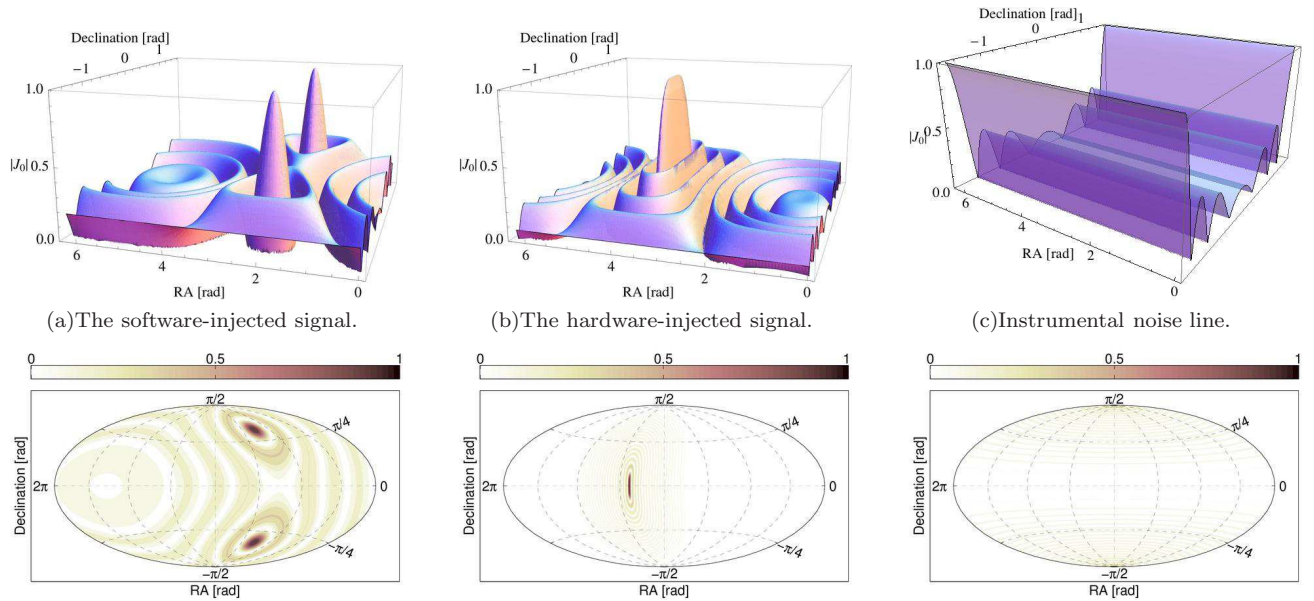 Declination [rad]
−1 0 1
1.0
|J0| 0.5
0.0
6 4 2 0
RA [rad]
(a)The software-injected signal.
Declination [rad]
−1 0 1
1.0
|J0| 0.5
0.0
6 4 2 0
RA [rad]
(b)The hardware-injected signal.
Declination [rad]
−1 0 1
1.0
|J0| 0.5
0.0
6 4 2 0
RA [rad]
(c)Instrumental noise line.
0 0.5 1
π/2
π/4
Declination [rad]
2π 0
−π/4
−π/2
RA [rad]
0 0.5 1
π/2
π/4
Declination [rad]
2π 0
−π/4
−π/2
RA [rad]
0 0.5 1
π/2
π/4
Declination [rad]
2π 0
−π/4
−π/2
RA [rad]